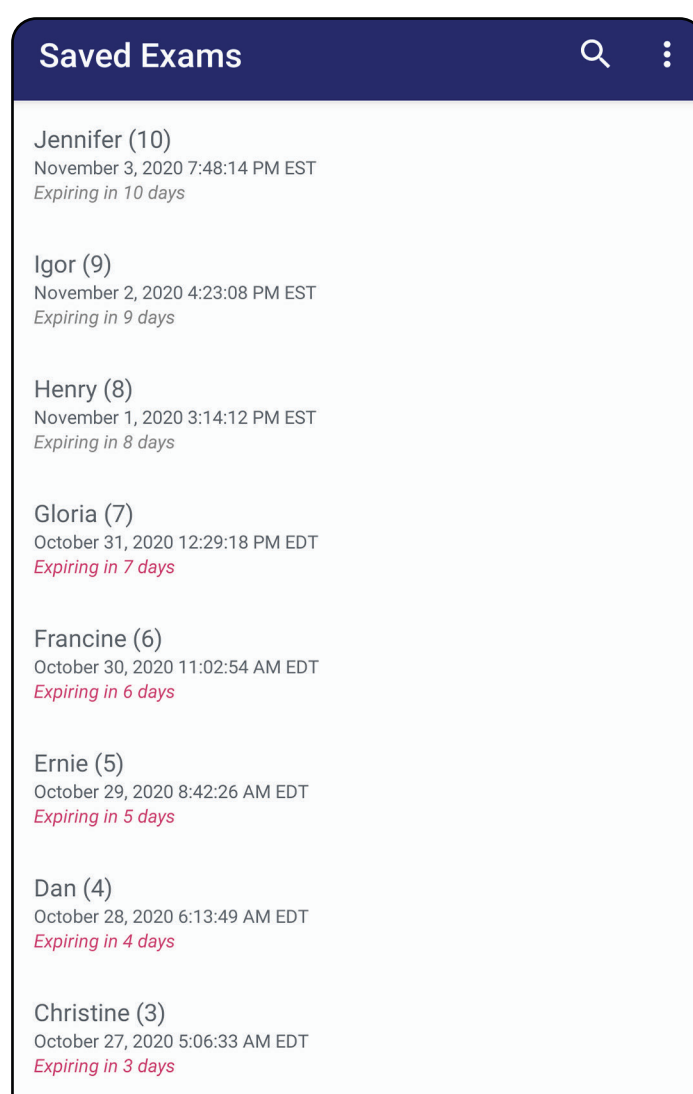 Saved Exams
Jennifer (10)
November 3, 2020 7:48:14 PM EST
Expiring in 10 days
Igor (9)
November 2, 2020 4:23:08 PM EST
Expiring in 9 days
Henry (8)
November 1, 2020 3:14:12 PM EST
Expiring in 8 days
Gloria (7)
October 31, 2020 12:29:18 PM EDT
Expiring in 7 days
Francine (6)
October 30, 2020 11:02:54 AM EDT
Expiring in 6 days
Ernie (5)
October 29, 2020 8:42:26 AM EDT
Expiring in 5 days
Dan (4)
October 28, 2020 6:13:49 AM EDT
Expiring in 4 days
Christine (3)
October 27, 2020 5:06:33 AM EDT
Expiring in 3 days